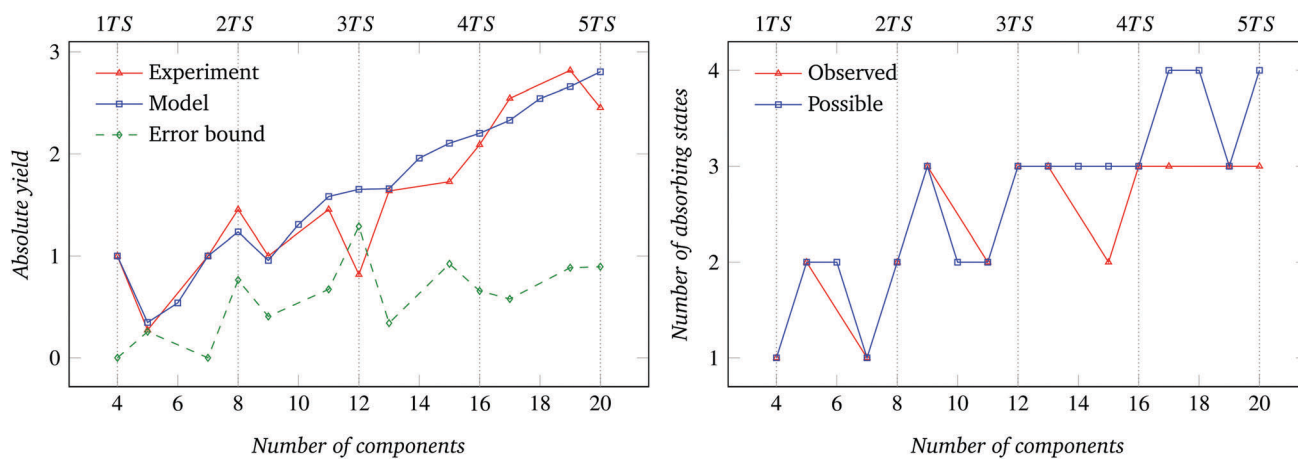 1TS 2TS 3TS 4TS 5TS
3
2
1
0
Absolute yield
Experiment
Model
Error bound
4 6 8 10 12 14 16 18 20
Number of components
1TS 2TS 3TS 4TS 5TS
4
3
2
1
Number of absorbing states
Observed
Possible
4 6 8 10 12 14 16 18 20
Number of components